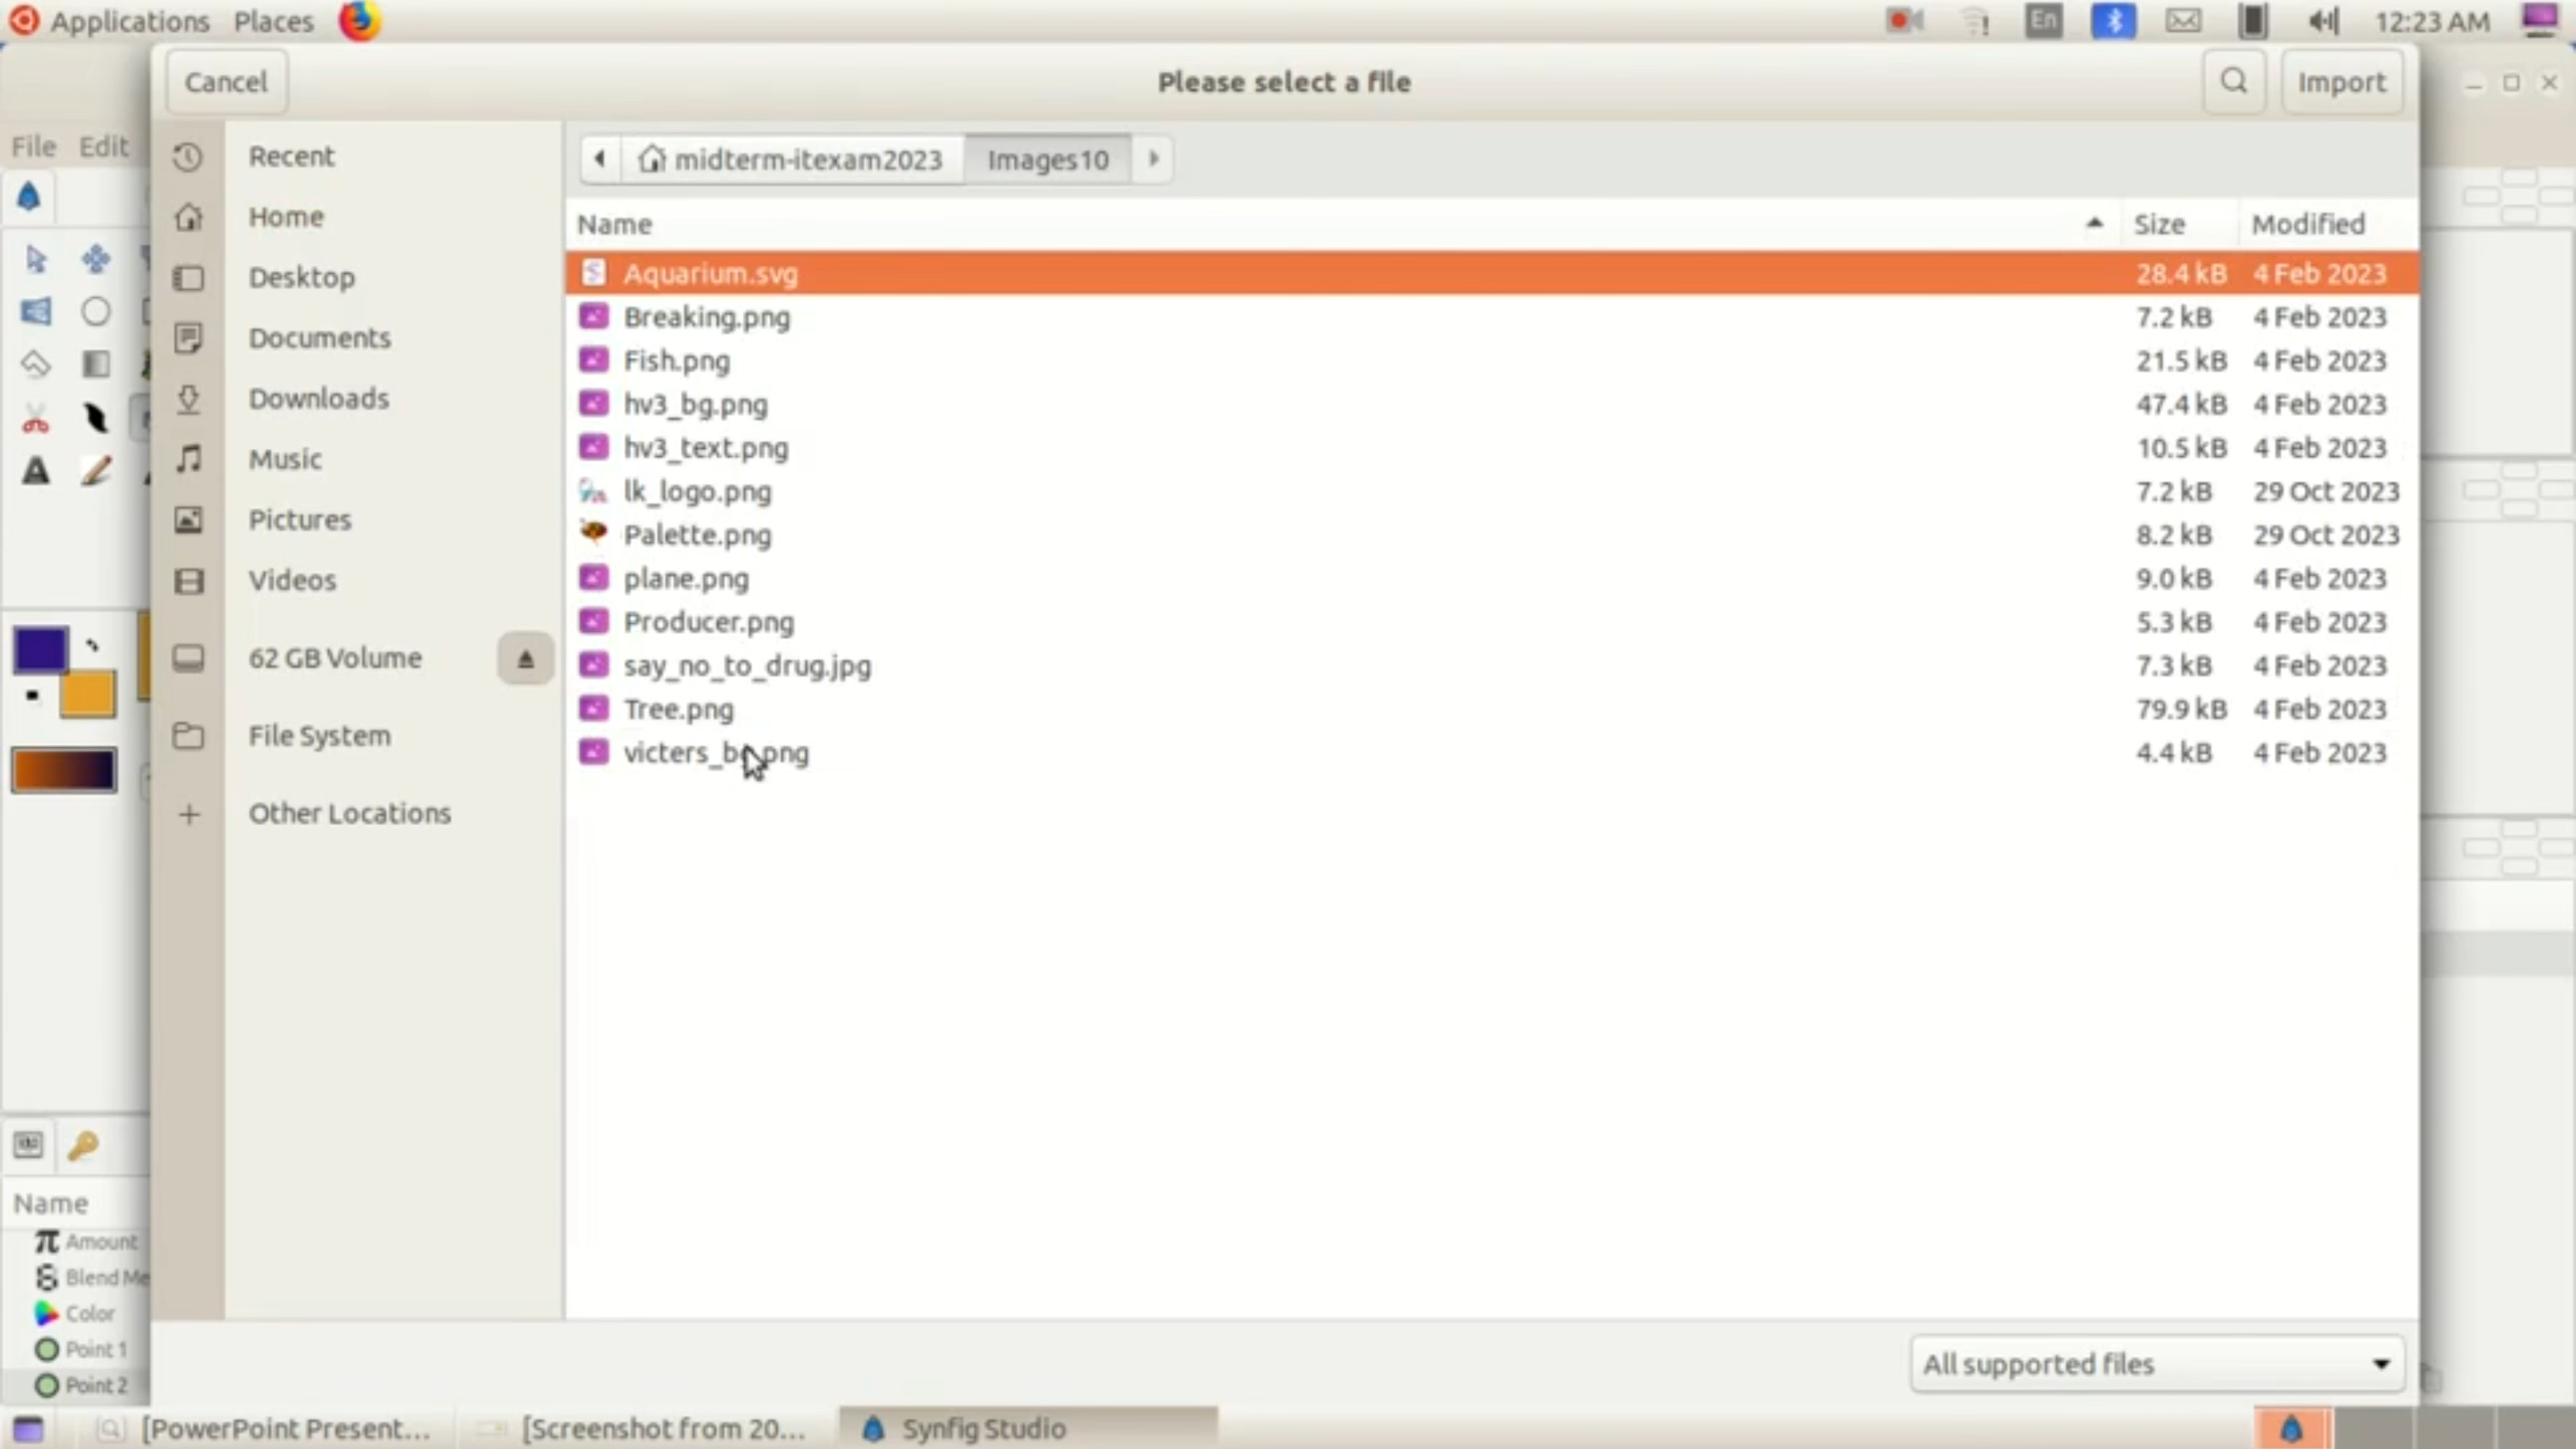 Applications Places En 12:23 AM
Cancel Please select a file Import
File Edit
Recent
Home
Desktop
Documents
Downloads
Music
Pictures
Videos
62 GB Volume
File System
Other Locations
midterm-itexam2023 Images10
Name Size Modified
Aquarium.svg 28.4 kB 4 Feb 2023
Breaking.png 7.2 kB 4 Feb 2023
Fish.png 21.5 kB 4 Feb 2023
hv3_bg.png 47.4 kB 4 Feb 2023
hv3_text.png 10.5 kB 4 Feb 2023
lk_logo.png 7.2 kB 29 Oct 2023
Palette.png 8.2 kB 29 Oct 2023
plane.png 9.0 kB 4 Feb 2023
Producer.png 5.3 kB 4 Feb 2023
say_no_to_drug.jpg 7.3 kB 4 Feb 2023
Tree.png 79.9 kB 4 Feb 2023
4.4 kB 4 Feb 2023
Name
Amount
Blend Me
Color
Point 1
Point 2
All supported files
[PowerPoint Present... [Screenshot from 20... Synfig Studio